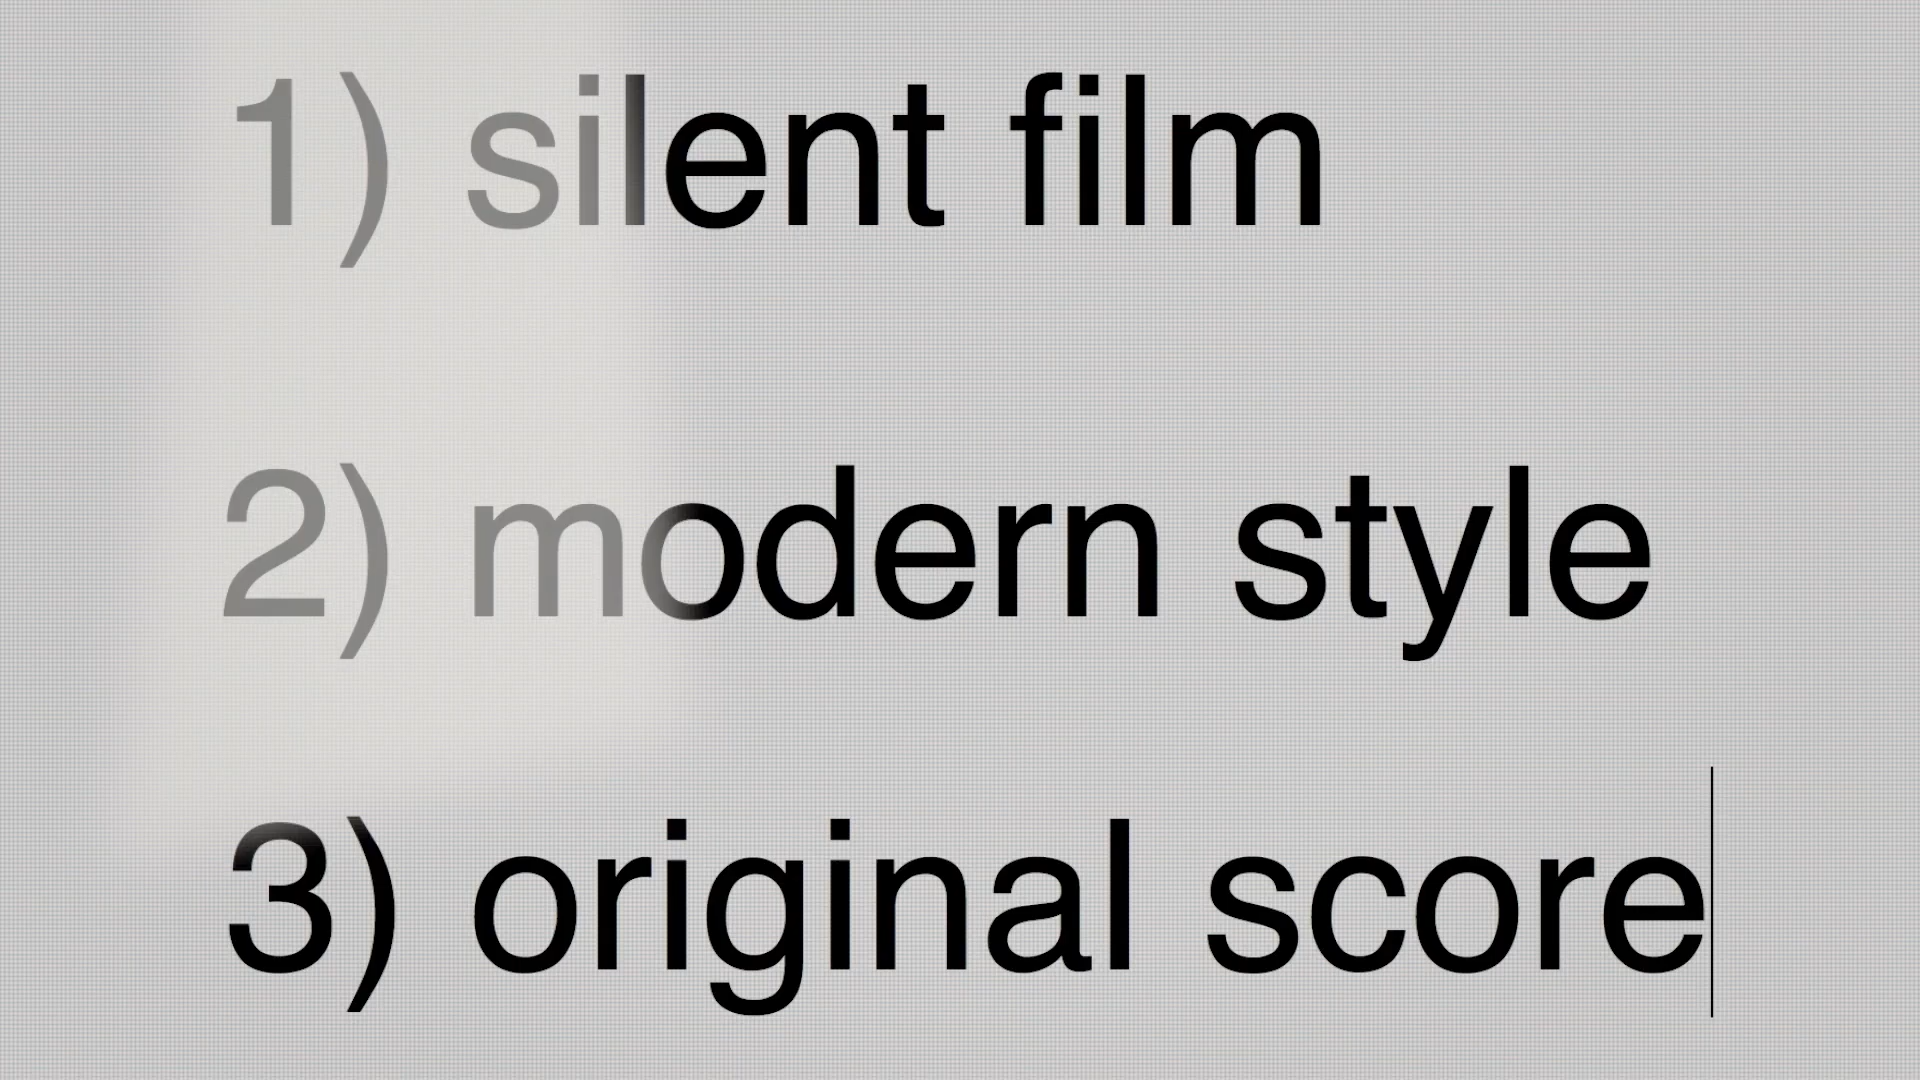 1) silent film
2) modern style
3) original score